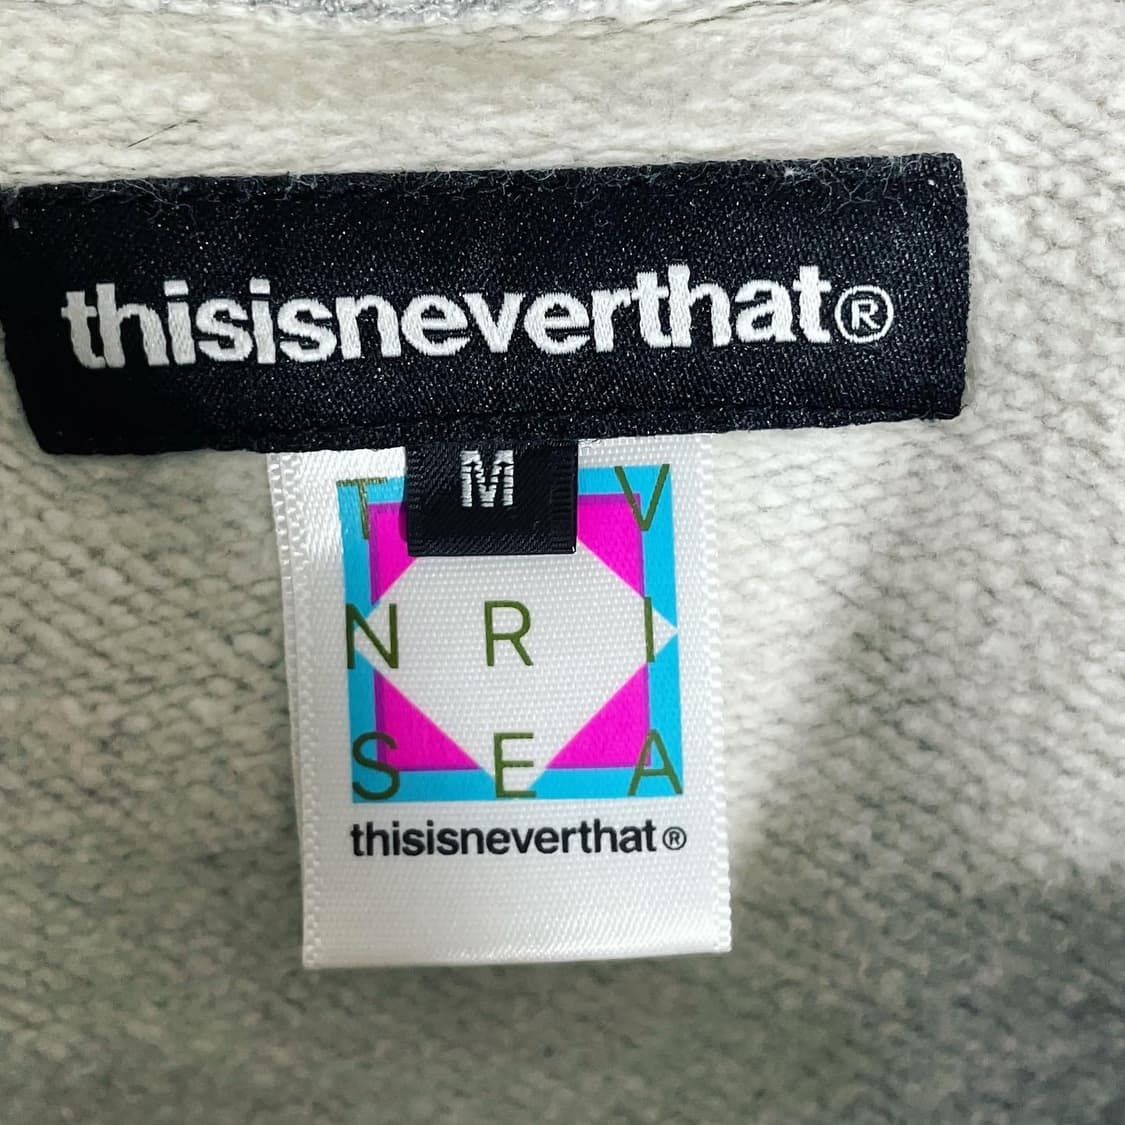 thisisneverthat®
M
T V
N R I
S E A
thisisneverthat®